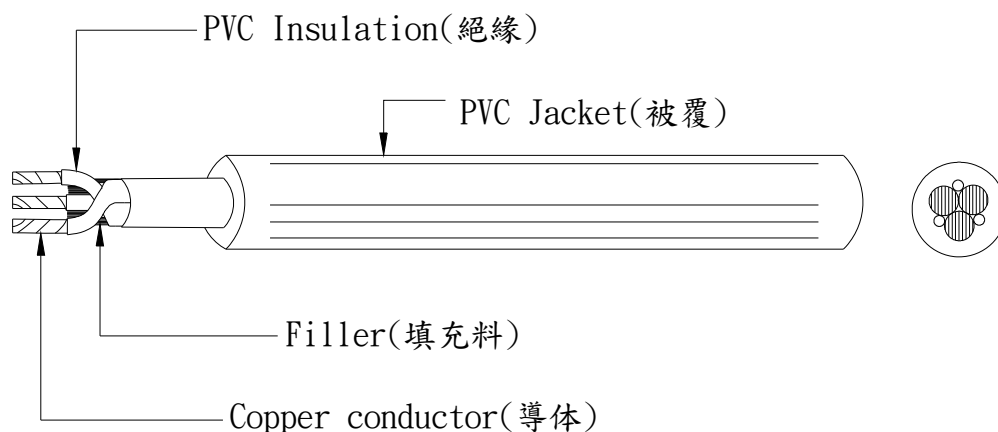 PVC Insulation(絕緣)
PVC Jacket(被覆)
Filler(填充料)
Copper conductor(導体)